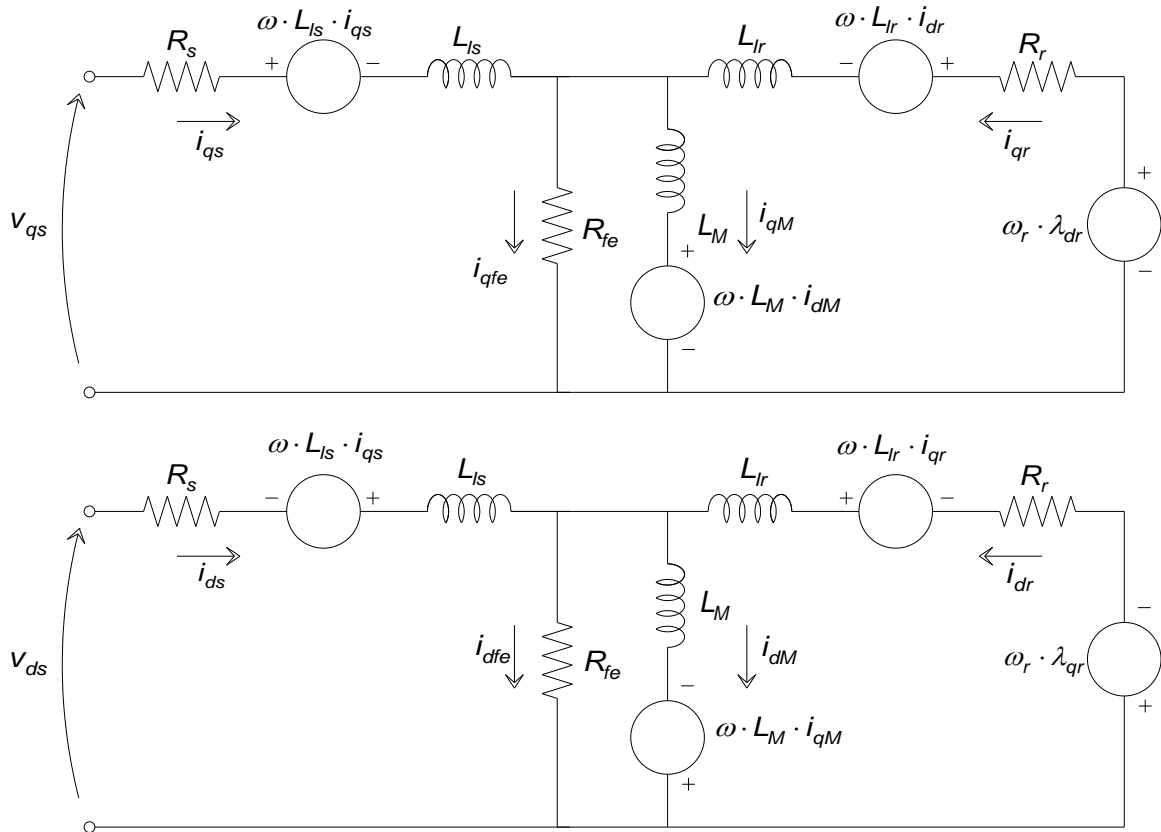 ω · L_ls · i_qs
ω · L_lr · i_dr
R_s
L_ls
L_lr
R_r
+ − − +
i_qs
i_qr
v_qs
R_fe
i_qfe
L_M
i_qM
+
ω · L_M · i_dM
−
+
ω_r · λ_dr
−
ω · L_ls · i_qs
ω · L_lr · i_qr
R_s
L_ls
L_lr
R_r
− + + −
i_ds
i_dr
v_ds
i_dfe
R_fe
L_M
i_dM
−
ω · L_M · i_qM
+
−
ω_r · λ_qr
+